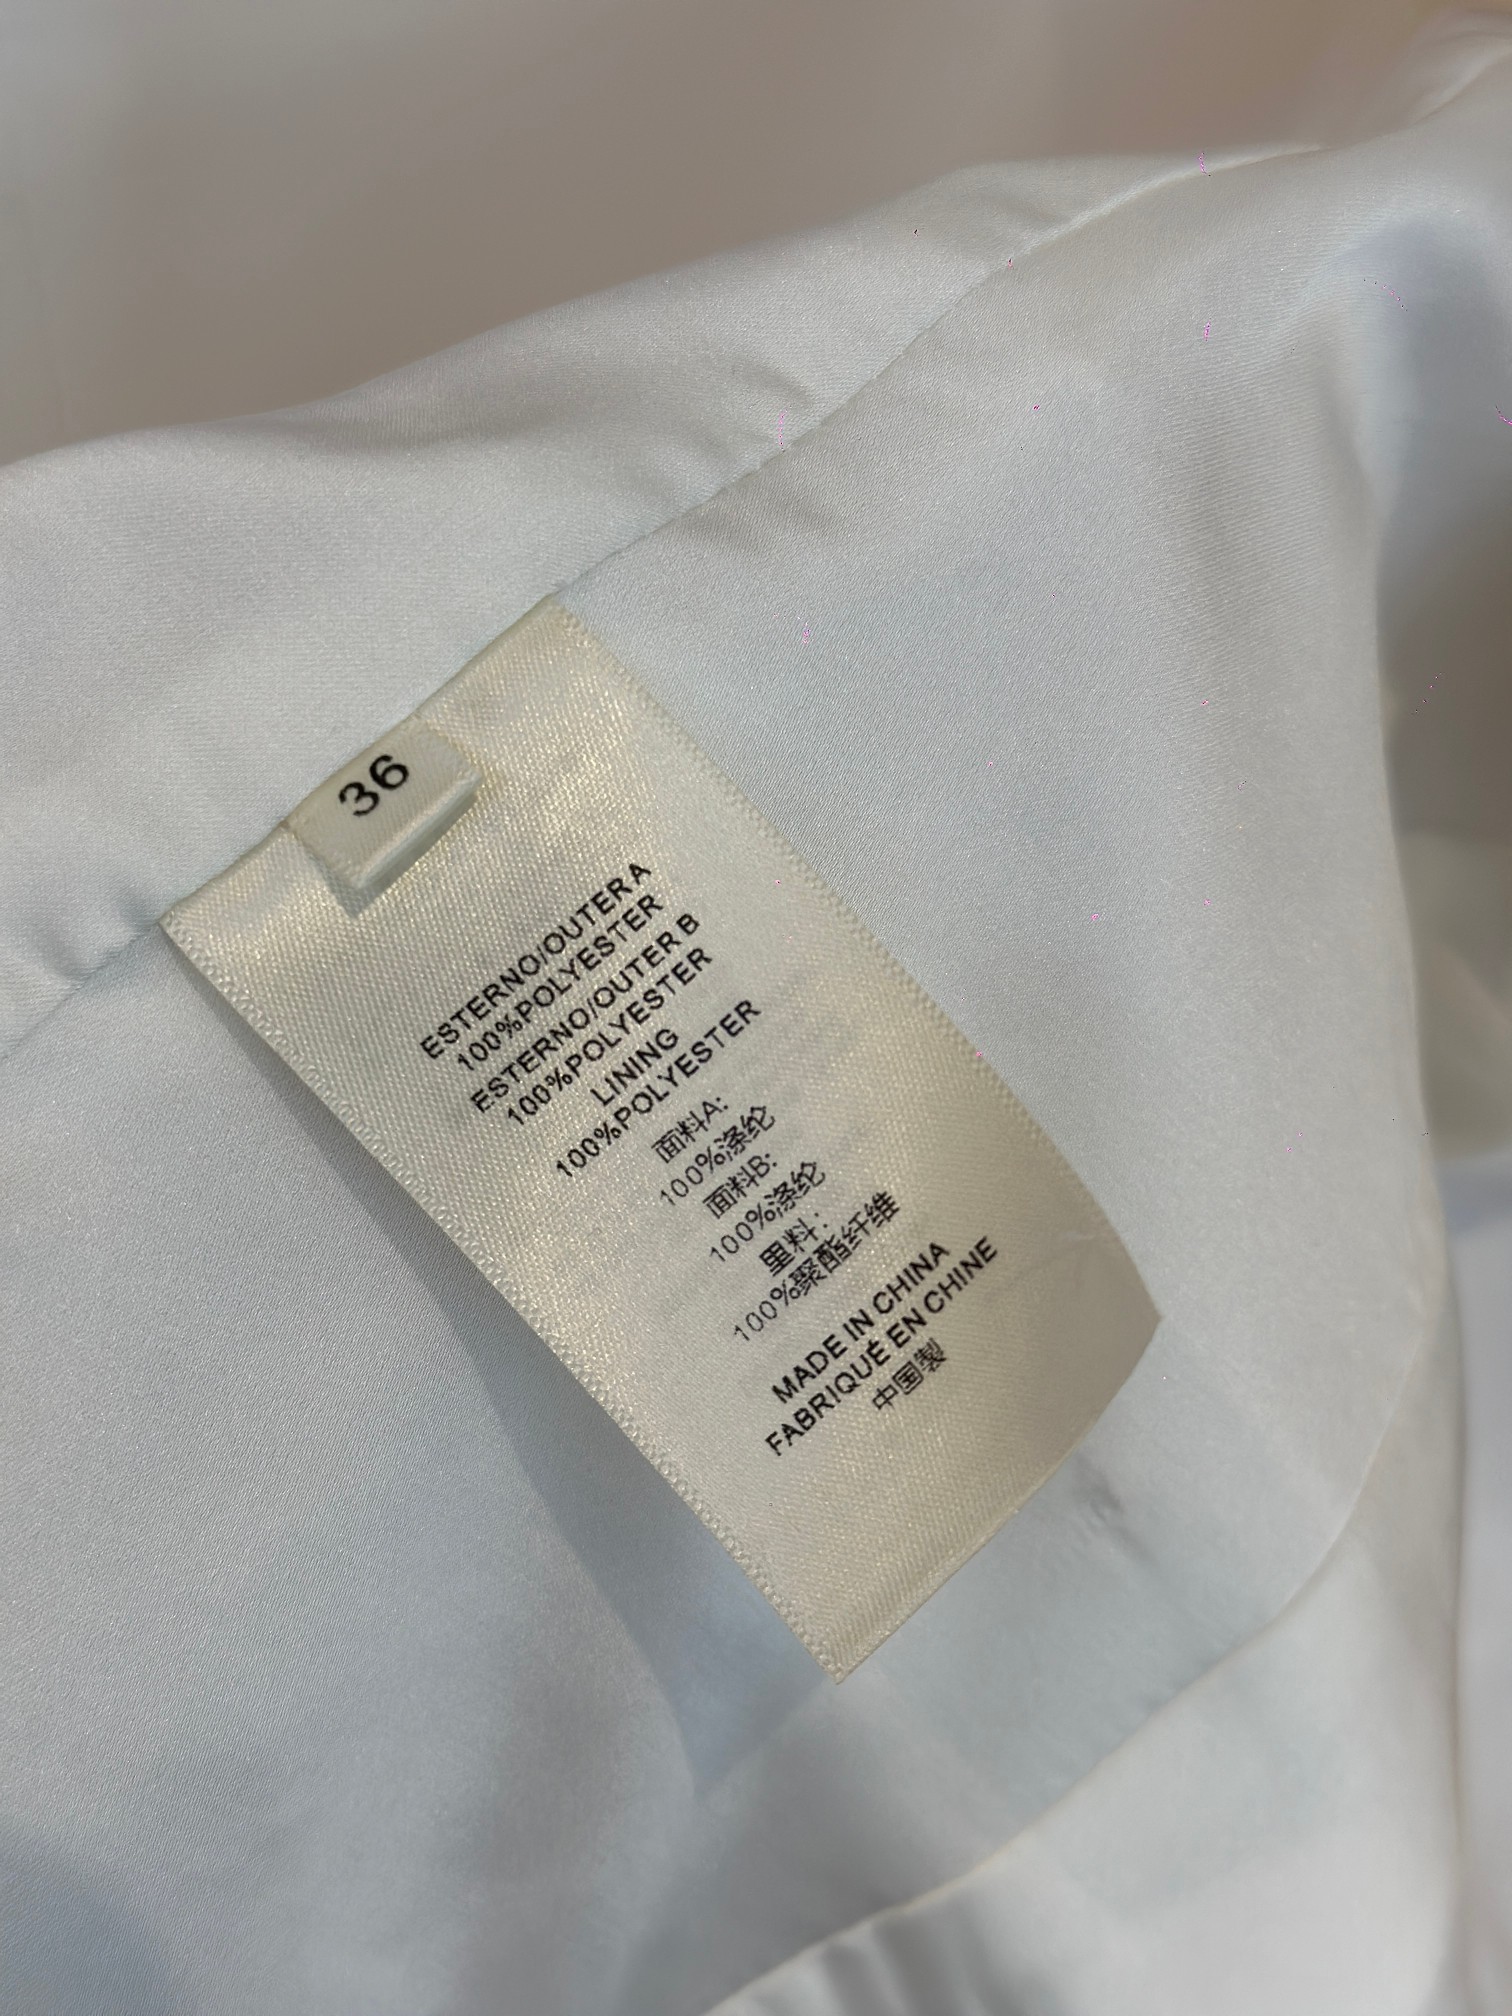 36
ESTERNO/OUTER A
100%POLYESTER
ESTERNO/OUTER B
100%POLYESTER
LINING
100%POLYESTER
面料A:
100%涤纶
面料B:
100%涤纶
里料:
100%聚酯纤维
MADE IN CHINA
FABRIQUÉ EN CHINE
中国製